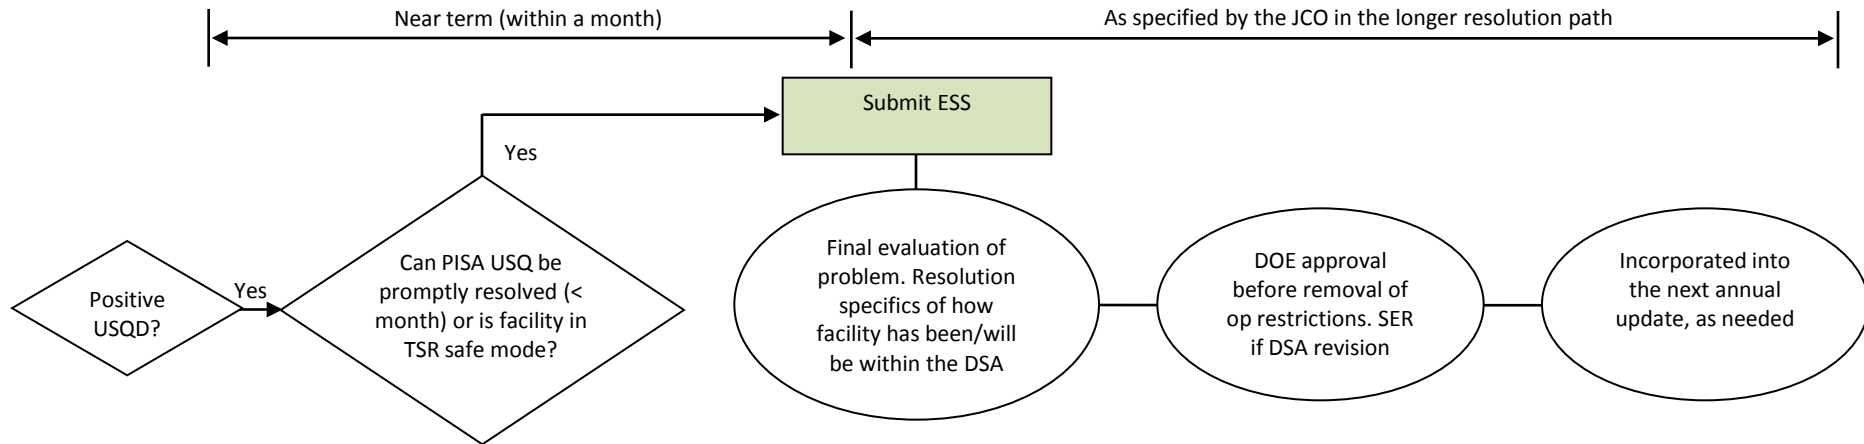 Near term (within a month)
As specified by the JCO in the longer resolution path
Submit ESS
Yes
Positive
USQD?
Yes
Can PISA USQ be
promptly resolved (<
month) or is facility in
TSR safe mode?
Final evaluation of
problem. Resolution
specifics of how
facility has been/will
be within the DSA
DOE approval
before removal of
op restrictions. SER
if DSA revision
Incorporated into
the next annual
update, as needed